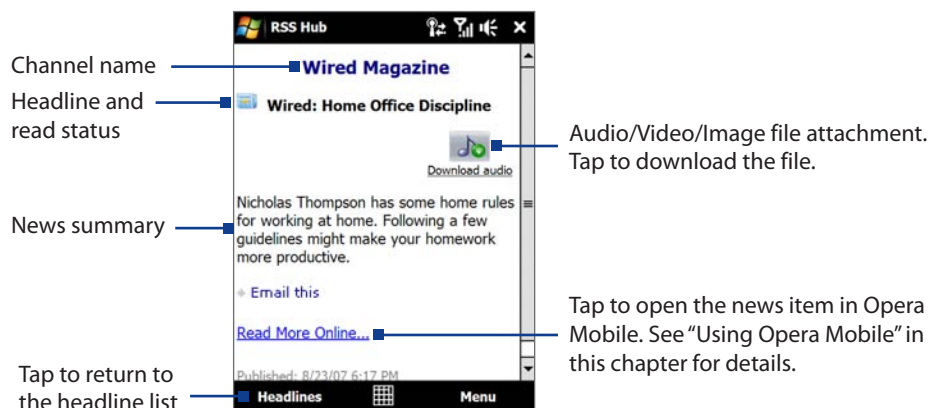 RSS Hub
Channel name
Wired Magazine
Headline and
read status
Wired: Home Office Discipline
Download audio
Audio/Video/Image file attachment.
Tap to download the file.
News summary
Nicholas Thompson has some home rules
for working at home. Following a few
guidelines might make your homework
more productive.
Email this
Read More Online...
Tap to open the news item in Opera
Mobile. See “Using Opera Mobile” in
this chapter for details.
Published: 8/23/07 6:17 PM
Tap to return to
the headline list
Headlines
Menu